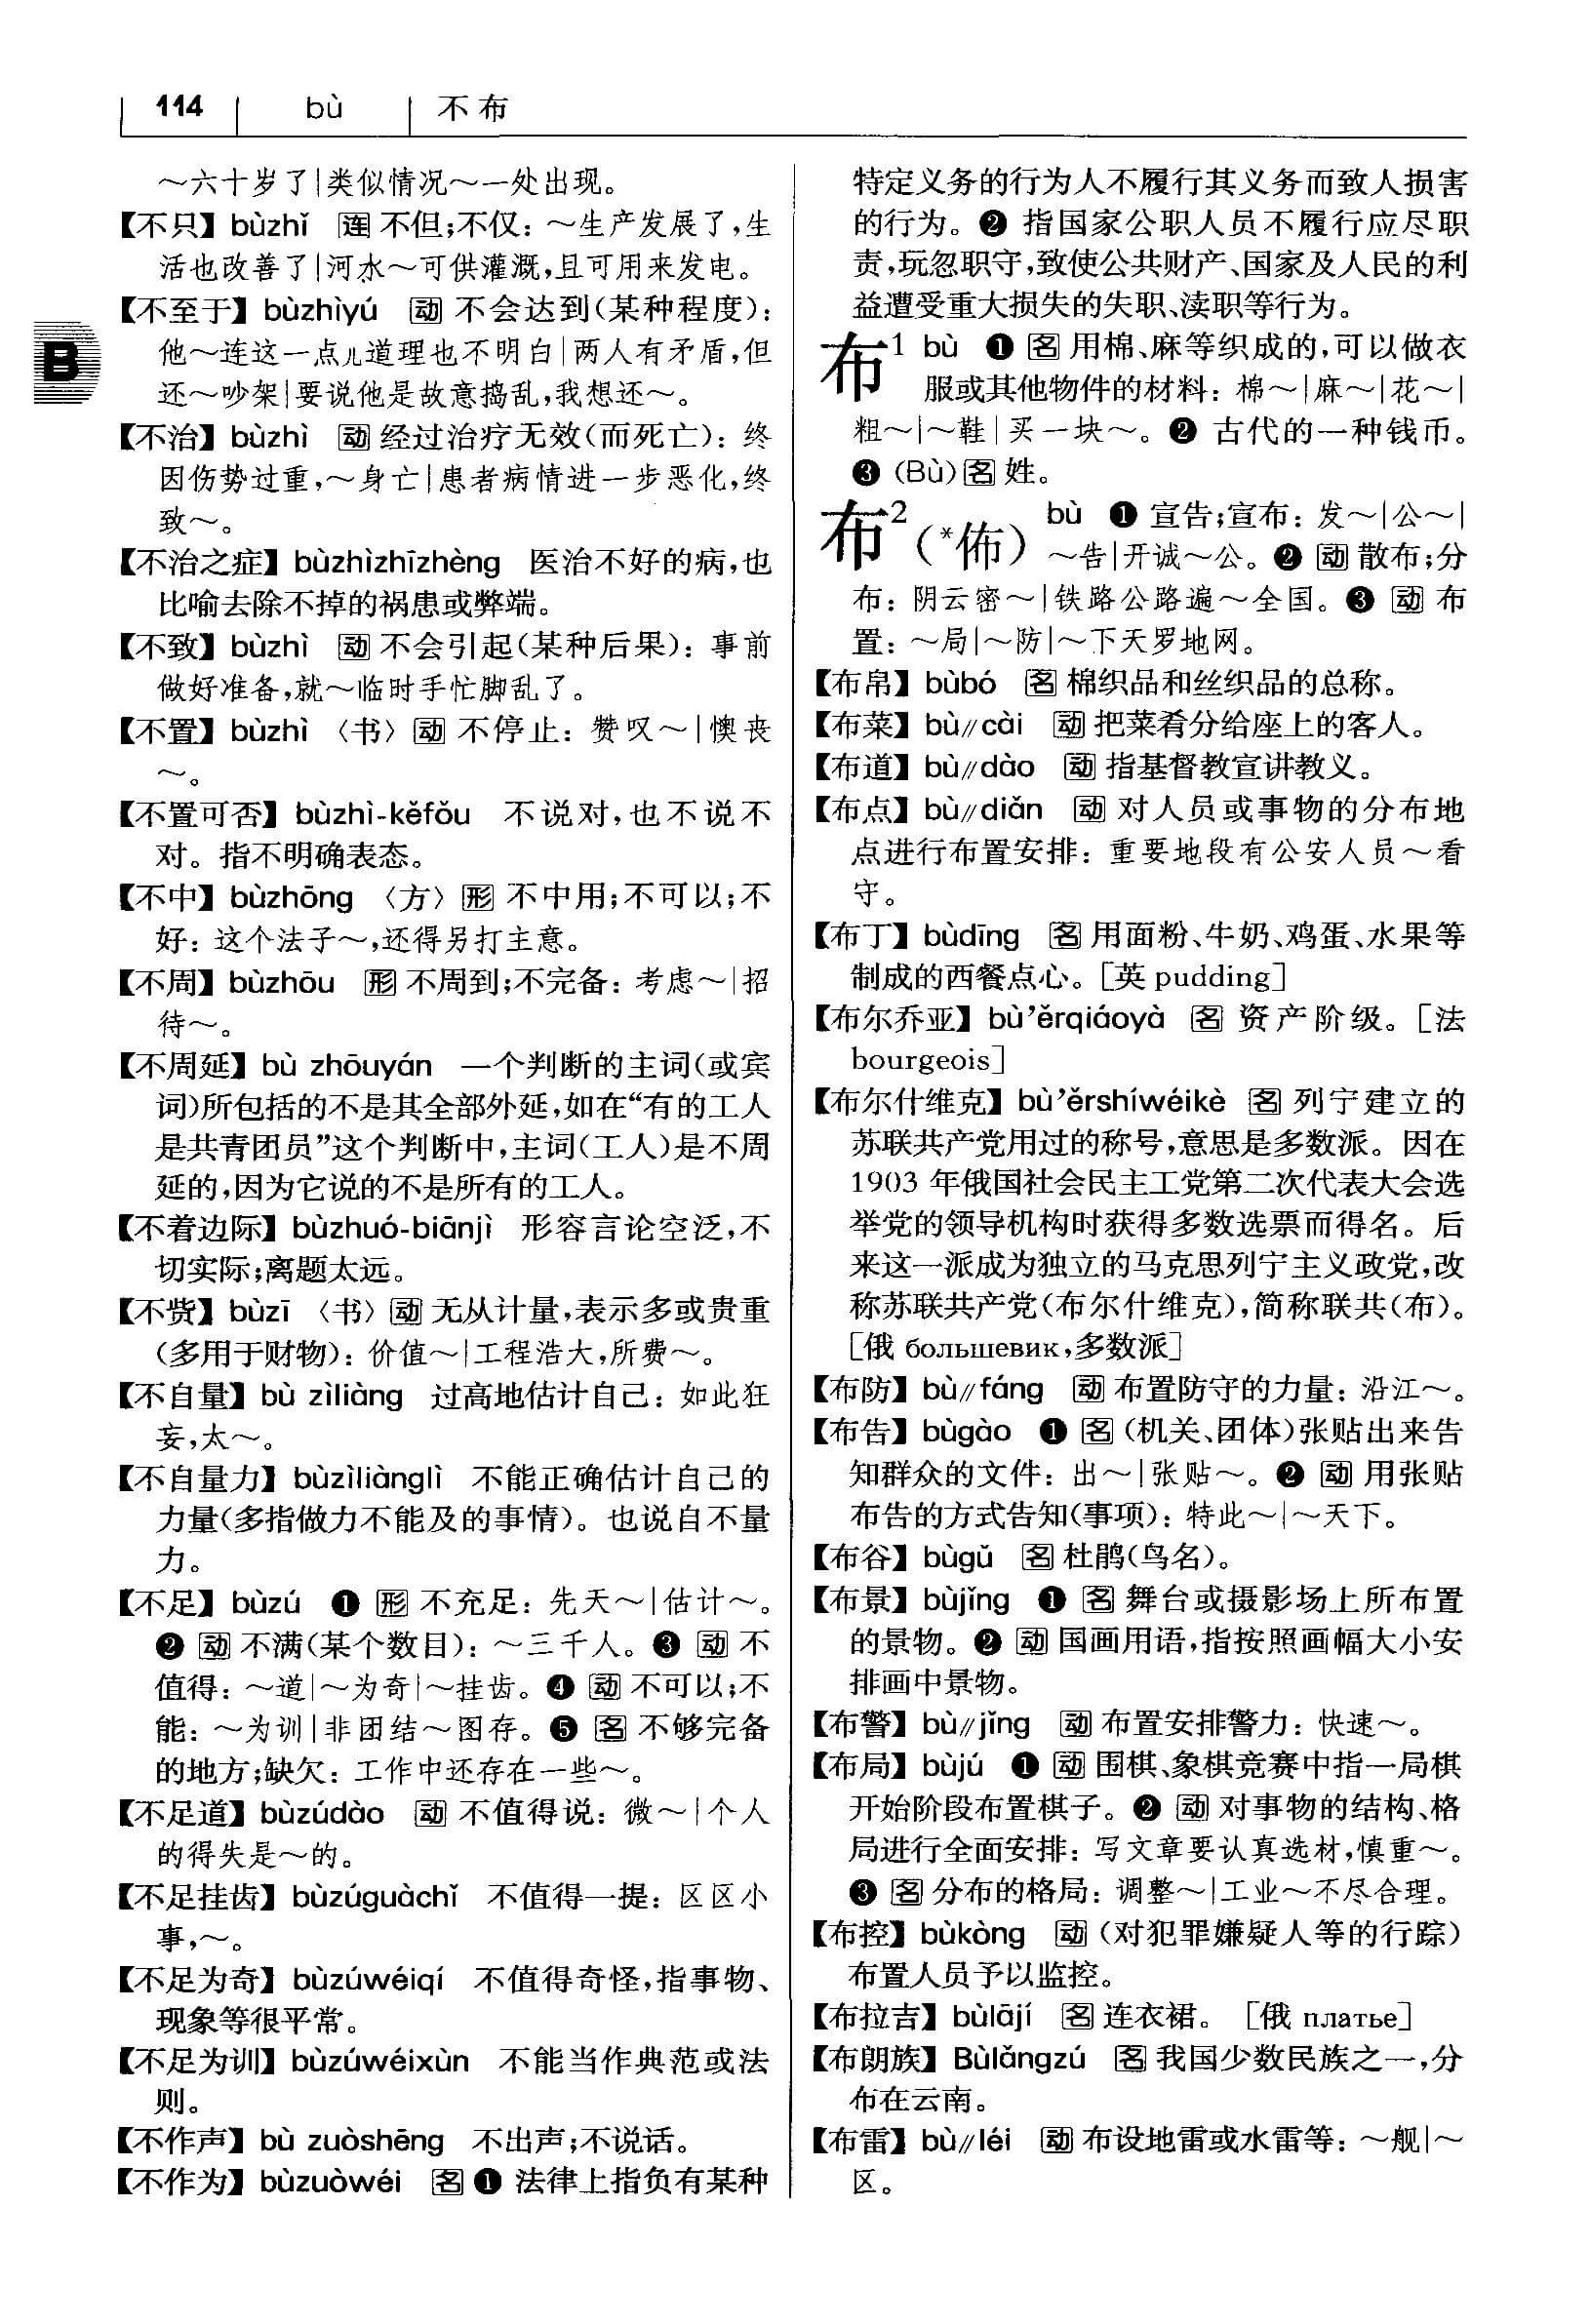 114 bù 不布
～六十岁了|类似情况～一处出现。
【不只】bùzhǐ 连 不但;不仅：～生产发展了,生
活也改善了|河水～可供灌溉,且可用来发电。
【不至于】bùzhìyú 动 不会达到(某种程度)：
他～连这一点儿道理也不明白|两人有矛盾,但
还～吵架|要说他是故意捣乱,我想还～。
【不治】bùzhì 动 经过治疗无效(而死亡)：终
因伤势过重,～身亡|患者病情进一步恶化,终
致～。
【不治之症】bùzhìzhīzhèng 医治不好的病,也
比喻去除不掉的祸患或弊端。
【不致】bùzhì 动 不会引起(某种后果)：事前
做好准备,就～临时手忙脚乱了。
【不置】bùzhì 〈书〉动 不停止：赞叹～|懊丧
～。
【不置可否】bùzhì-kěfǒu 不说对,也不说不
对。指不明确表态。
【不中】bùzhōng 〈方〉形 不中用;不可以;不
好：这个法子～,还得另打主意。
【不周】bùzhōu 形 不周到;不完备：考虑～|招
待～。
【不周延】bù zhōuyán 一个判断的主词(或宾
词)所包括的不是其全部外延,如在“有的工人
是共青团员”这个判断中,主词(工人)是不周
延的,因为它说的不是所有的工人。
【不着边际】bùzhuó-biānjì 形容言论空泛,不
切实际;离题太远。
【不赀】bùzī 〈书〉动 无从计量,表示多或贵重
(多用于财物)：价值～|工程浩大,所费～。
【不自量】bù zìliàng 过高地估计自己：如此狂
妄,太～。
【不自量力】bùzìliànglì 不能正确估计自己的
力量(多指做力不能及的事情)。也说自不量
力。
【不足】bùzú ❶ 形 不充足：先天～|估计～。
❷ 动 不满(某个数目)：～三千人。❸ 动 不
值得：～道|～为奇|～挂齿。❹ 动 不可以;不
能：～为训|非团结～图存。❺ 名 不够完备
的地方;缺欠：工作中还存在一些～。
【不足道】bùzúdào 动 不值得说：微～|个人
的得失是～的。
【不足挂齿】bùzúguàchǐ 不值得一提：区区小
事,～。
【不足为奇】bùzúwéiqí 不值得奇怪,指事物、
现象等很平常。
【不足为训】bùzúwéixùn 不能当作典范或法
则。
【不作声】bù zuòshēng 不出声;不说话。
【不作为】bùzuòwéi 名 ❶ 法律上指负有某种
特定义务的行为人不履行其义务而致人损害
的行为。❷ 指国家公职人员不履行应尽职
责,玩忽职守,致使公共财产、国家及人民的利
益遭受重大损失的失职、渎职等行为。
布¹ bù ❶ 名 用棉、麻等织成的,可以做衣
服或其他物件的材料：棉～|麻～|花～|
粗～|～鞋|买一块～。❷ 古代的一种钱币。
❸ (Bù) 名 姓。
布²(*佈) bù ❶ 宣告;宣布：发～|公～|
～告|开诚～公。❷ 动 散布;分
布：阴云密～|铁路公路遍～全国。❸ 动 布
置：～局|～防|～下天罗地网。
【布帛】bùbó 名 棉织品和丝织品的总称。
【布菜】bù//cài 动 把菜肴分给座上的客人。
【布道】bù//dào 动 指基督教宣讲教义。
【布点】bù//diǎn 动 对人员或事物的分布地
点进行布置安排：重要地段有公安人员～看
守。
【布丁】bùdīng 名 用面粉、牛奶、鸡蛋、水果等
制成的西餐点心。[英 pudding]
【布尔乔亚】bù’ěrqiáoyà 名 资产阶级。[法
bourgeois]
【布尔什维克】bù’ěrshíwéikè 名 列宁建立的
苏联共产党用过的称号,意思是多数派。因在
1903 年俄国社会民主工党第二次代表大会选
举党的领导机构时获得多数选票而得名。后
来这一派成为独立的马克思列宁主义政党,改
称苏联共产党(布尔什维克),简称联共(布)。
[俄 большевик,多数派]
【布防】bù//fáng 动 布置防守的力量：沿江～。
【布告】bùgào ❶ 名 (机关、团体)张贴出来告
知群众的文件：出～|张贴～。❷ 动 用张贴
布告的方式告知(事项)：特此～|～天下。
【布谷】bùgǔ 名 杜鹃(鸟名)。
【布景】bùjǐng ❶ 名 舞台或摄影场上所布置
的景物。❷ 动 国画用语,指按照画幅大小安
排画中景物。
【布警】bù//jǐng 动 布置安排警力：快速～。
【布局】bùjú ❶ 动 围棋、象棋竞赛中指一局棋
开始阶段布置棋子。❷ 动 对事物的结构、格
局进行全面安排：写文章要认真选材,慎重～。
❸ 名 分布的格局：调整～|工业～不尽合理。
【布控】bùkòng 动 (对犯罪嫌疑人等的行踪)
布置人员予以监控。
【布拉吉】bùlājí 名 连衣裙。[俄 платье]
【布朗族】Bùlǎngzú 名 我国少数民族之一,分
布在云南。
【布雷】bù//léi 动 布设地雷或水雷等：～舰|～
区。
B